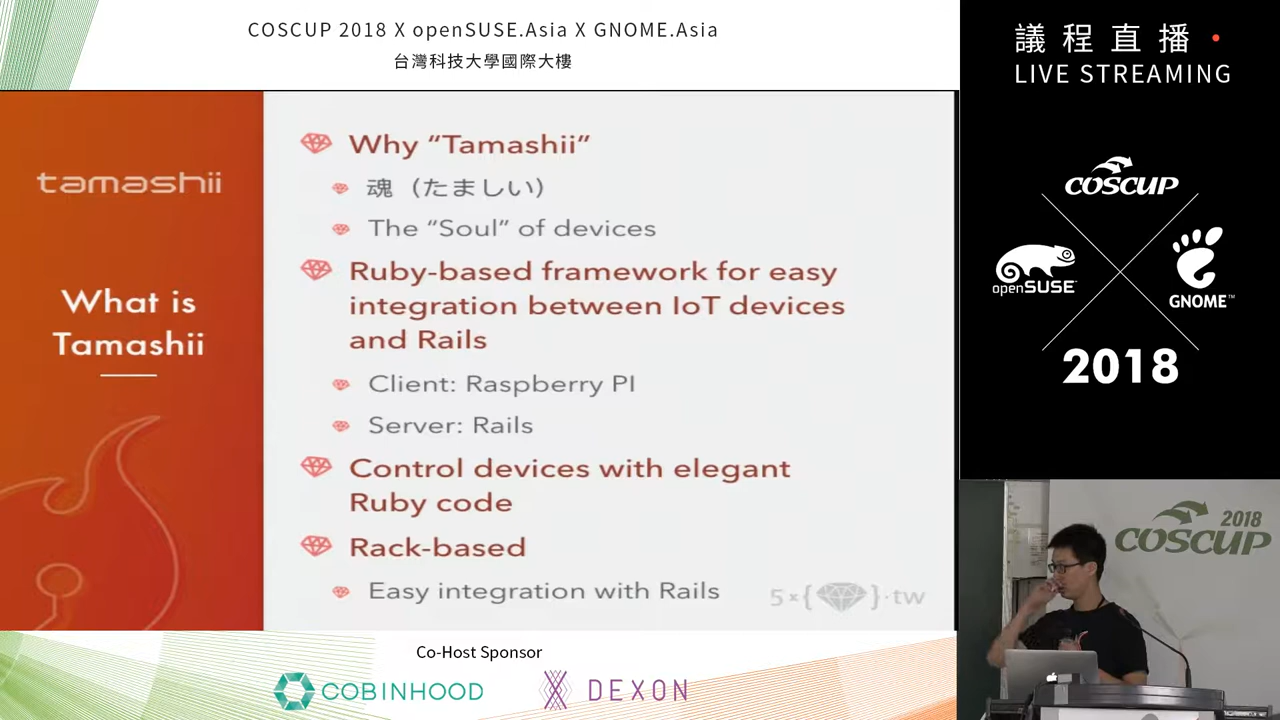 COSCUP 2018 X openSUSE.Asia X GNOME.Asia
台灣科技大學國際大樓
tamashii
What is
Tamashii
Why “Tamashii”
魂（たましい）
The “Soul” of devices
Ruby-based framework for easy
integration between IoT devices
and Rails
Client: Raspberry PI
Server: Rails
Control devices with elegant
Ruby code
Rack-based
Easy integration with Rails
5×{ }·tw
Co-Host Sponsor
COBINHOOD
DEXON
議程直播
LIVE STREAMING
COSCUP
openSUSE
GNOME™
2018
2018
COSCUP